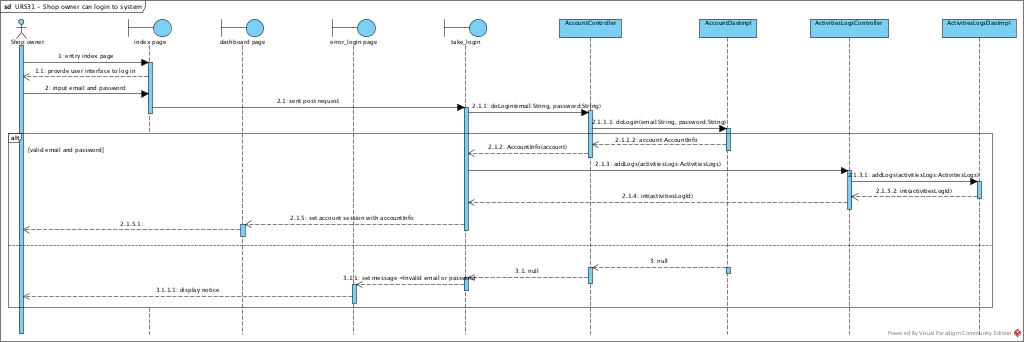 sd URS31 - Shop owner can login to system
AccountController
AccountDaoImpl
ActivitiesLogsController
ActivitiesLogsDaoImpl
Shop owner
index page
dashboard page
error_login page
take_login
1: entry index page
1.1: provide user interface to log in
2: input email and password
2.1: sent post request
2.1.1: doLogin(email:String, password:String)
2.1.1.1: doLogin(email:String, password:String)
alt
2.1.1.2: account:AccountInfo
[valid email and password]
2.1.2: AccountInfo(account)
2.1.3: addLogs(activitiesLogs:ActivitiesLogs)
2.1.3.1: addLogs(activitiesLogs:ActivitiesLogs)
2.1.3.2: int(activitiesLogId)
2.1.4: int(activitiesLogId)
2.1.5: set account session with accountInfo
2.1.5.1:
3: null
3.1: null
3.1.1: set message =Invalid email or password
3.1.1.1: display notice
Powered By Visual Paradigm Community Edition